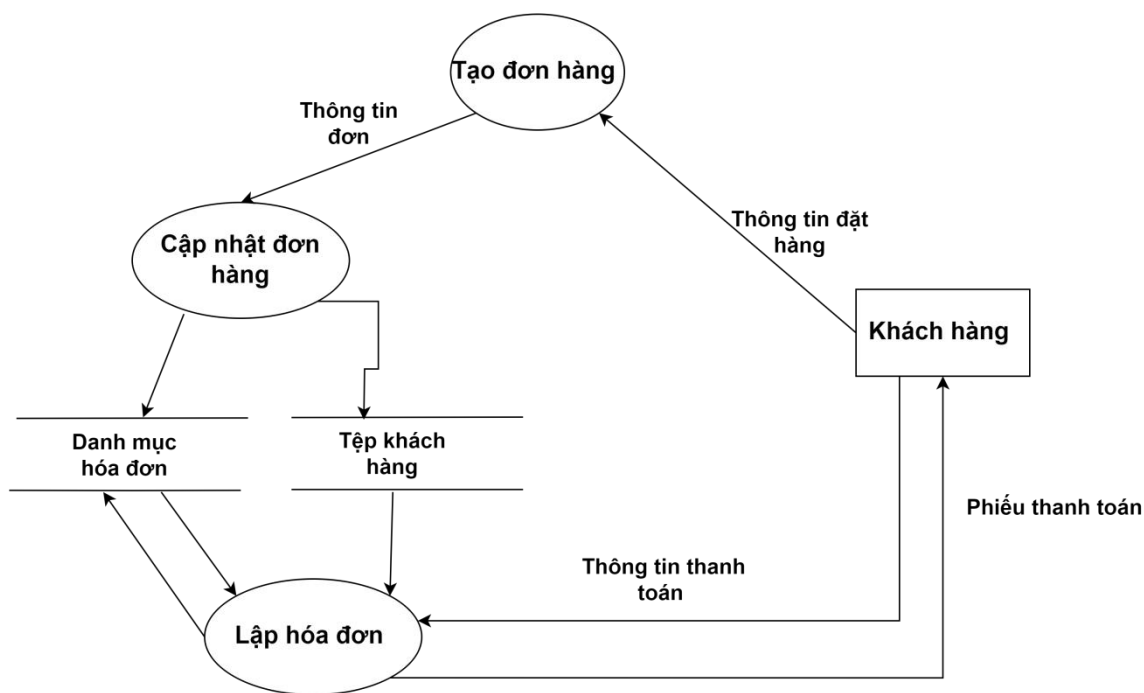 Tạo đơn hàng
Thông tin
đơn
Cập nhật đơn
hàng
Thông tin đặt
hàng
Khách hàng
Danh mục
hóa đơn
Tệp khách
hàng
Phiếu thanh toán
Thông tin thanh
toán
Lập hóa đơn